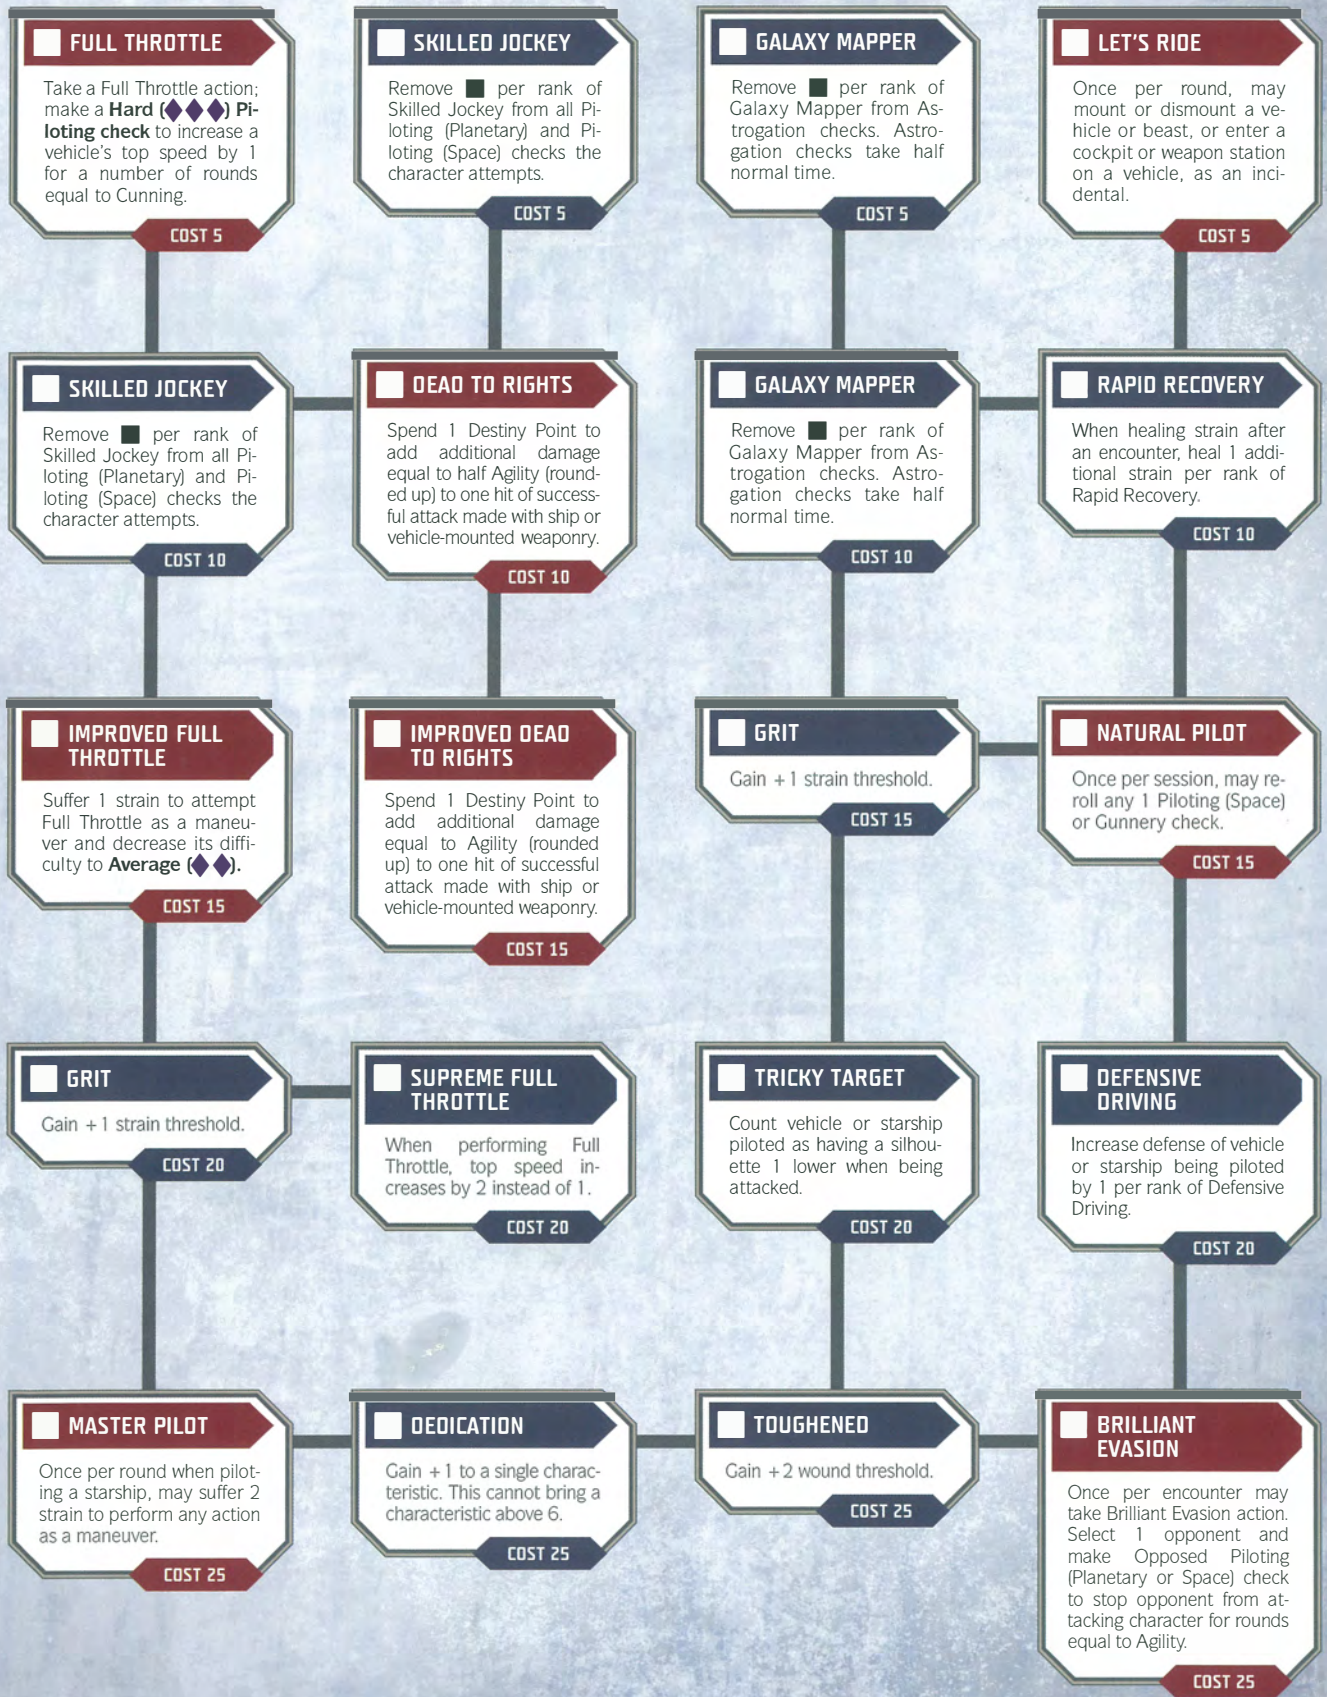 FULL THROTTLE
Take a Full Throttle action;
make a Hard (◆◆◆) Pi-
loting check to increase a
vehicle's top speed by 1
for a number of rounds
equal to Cunning.
COST 5
SKILLED JOCKEY
Remove ■ per rank of
Skilled Jockey from all Pi-
loting (Planetary) and Pi-
loting (Space) checks the
character attempts.
COST 5
GALAXY MAPPER
Remove ■ per rank of
Galaxy Mapper from As-
trogation checks. Astro-
gation checks take half
normal time.
COST 5
LET'S RIDE
Once per round, may
mount or dismount a ve-
hicle or beast, or enter a
cockpit or weapon station
on a vehicle, as an inci-
dental.
COST 5
SKILLED JOCKEY
Remove ■ per rank of
Skilled Jockey from all Pi-
loting (Planetary) and Pi-
loting (Space) checks the
character attempts.
COST 10
DEAD TO RIGHTS
Spend 1 Destiny Point to
add additional damage
equal to half Agility (round-
ed up) to one hit of success-
ful attack made with ship or
vehicle-mounted weaponry.
COST 10
GALAXY MAPPER
Remove ■ per rank of
Galaxy Mapper from As-
trogation checks. Astro-
gation checks take half
normal time.
COST 10
RAPID RECOVERY
When healing strain after
an encounter, heal 1 addi-
tional strain per rank of
Rapid Recovery.
COST 10
IMPROVED FULL
THROTTLE
Suffer 1 strain to attempt
Full Throttle as a maneu-
ver and decrease its diffi-
culty to Average (◆◆).
COST 15
IMPROVED DEAD
TO RIGHTS
Spend 1 Destiny Point to
add additional damage
equal to Agility (rounded
up) to one hit of successful
attack made with ship or
vehicle-mounted weaponry.
COST 15
GRIT
Gain +1 strain threshold.
COST 15
NATURAL PILOT
Once per session, may re-
roll any 1 Piloting (Space)
or Gunnery check.
COST 15
GRIT
Gain +1 strain threshold.
COST 20
SUPREME FULL
THROTTLE
When performing Full
Throttle, top speed in-
creases by 2 instead of 1.
COST 20
TRICKY TARGET
Count vehicle or starship
piloted as having a silhou-
ette 1 lower when being
attacked.
COST 20
DEFENSIVE
DRIVING
Increase defense of vehicle
or starship being piloted
by 1 per rank of Defensive
Driving.
COST 20
MASTER PILOT
Once per round when pilot-
ing a starship, may suffer 2
strain to perform any action
as a maneuver.
COST 25
DEDICATION
Gain +1 to a single charac-
teristic. This cannot bring a
characteristic above 6.
COST 25
TOUGHENED
Gain +2 wound threshold.
COST 25
BRILLIANT
EVASION
Once per encounter may
take Brilliant Evasion action.
Select 1 opponent and
make Opposed Piloting
(Planetary or Space) check
to stop opponent from at-
tacking character for rounds
equal to Agility.
COST 25